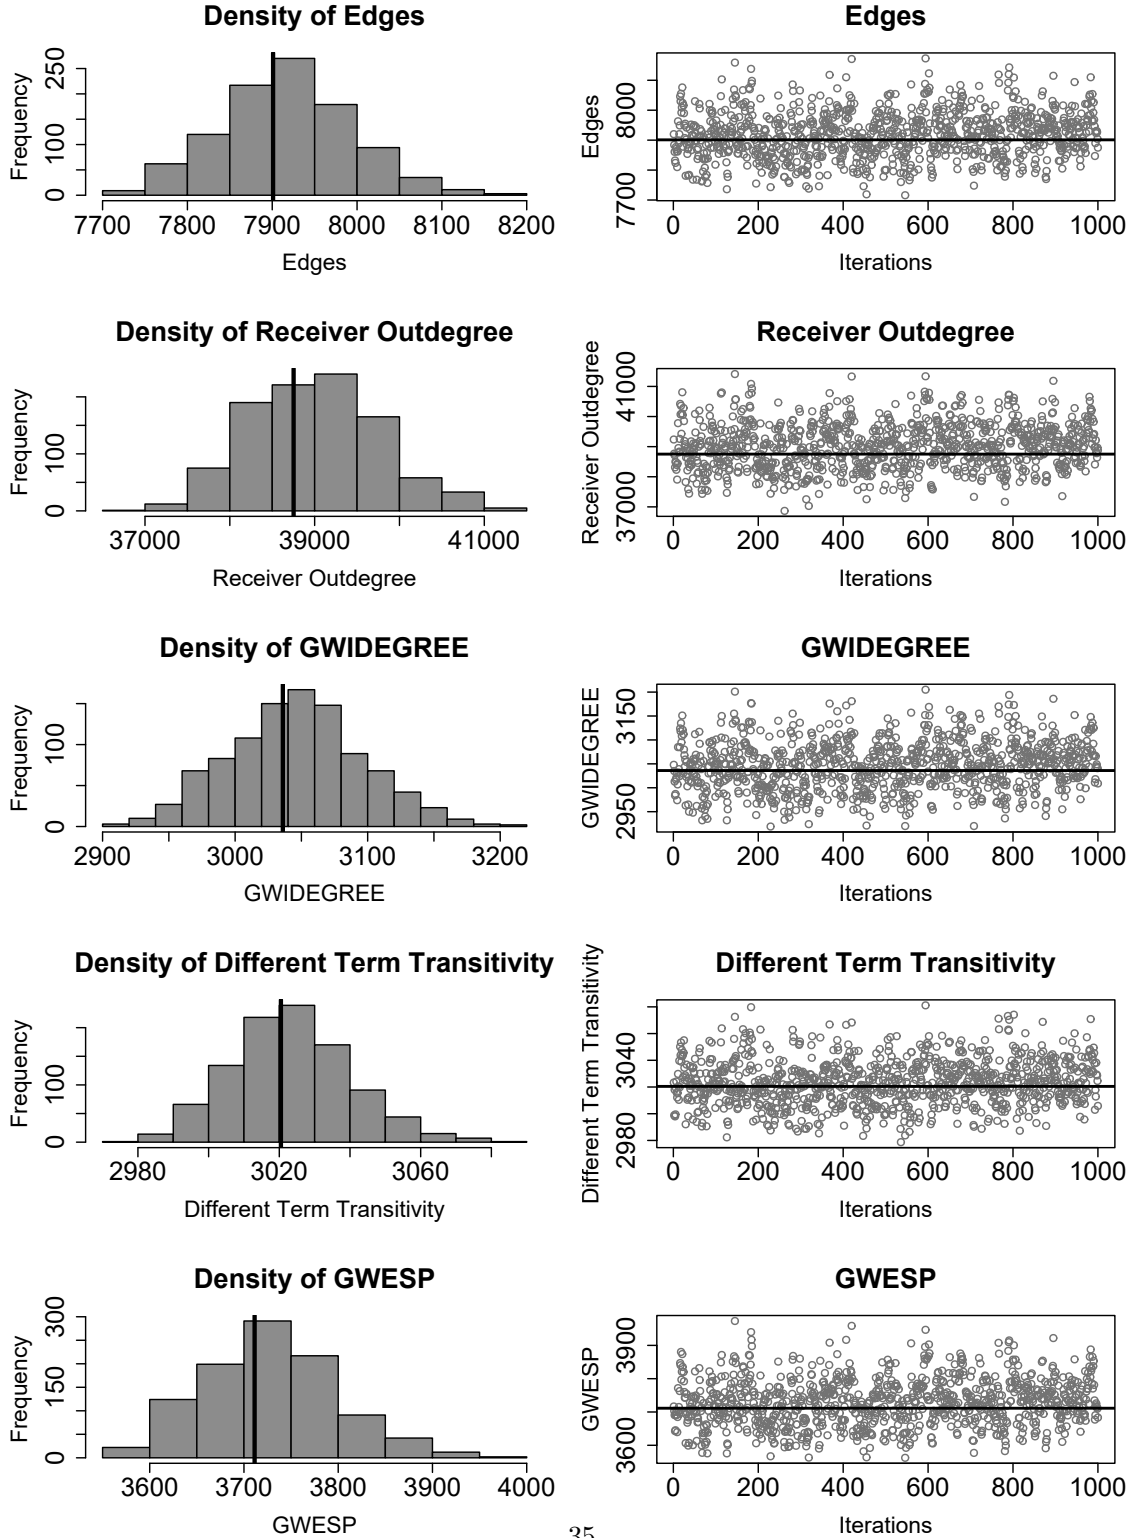 Density of Edges
Frequency
0 100 250
7700 7800 7900 8000 8100 8200
Edges
Edges
Edges
7700 8000
0 200 400 600 800 1000
Iterations
Density of Receiver Outdegree
Frequency
0 100
37000 39000 41000
Receiver Outdegree
Receiver Outdegree
Receiver Outdegree
37000 41000
0 200 400 600 800 1000
Iterations
Density of GWIDEGREE
Frequency
0 100
2900 3000 3100 3200
GWIDEGREE
GWIDEGREE
GWIDEGREE
2950 3150
0 200 400 600 800 1000
Iterations
Density of Different Term Transitivity
Frequency
0 100
2980 3020 3060
Different Term Transitivity
Different Term Transitivity
Different Term Transitivity
2980 3040
0 200 400 600 800 1000
Iterations
Density of GWESP
Frequency
0 150 300
3600 3700 3800 3900 4000
GWESP
GWESP
GWESP
3600 3900
0 200 400 600 800 1000
Iterations
35